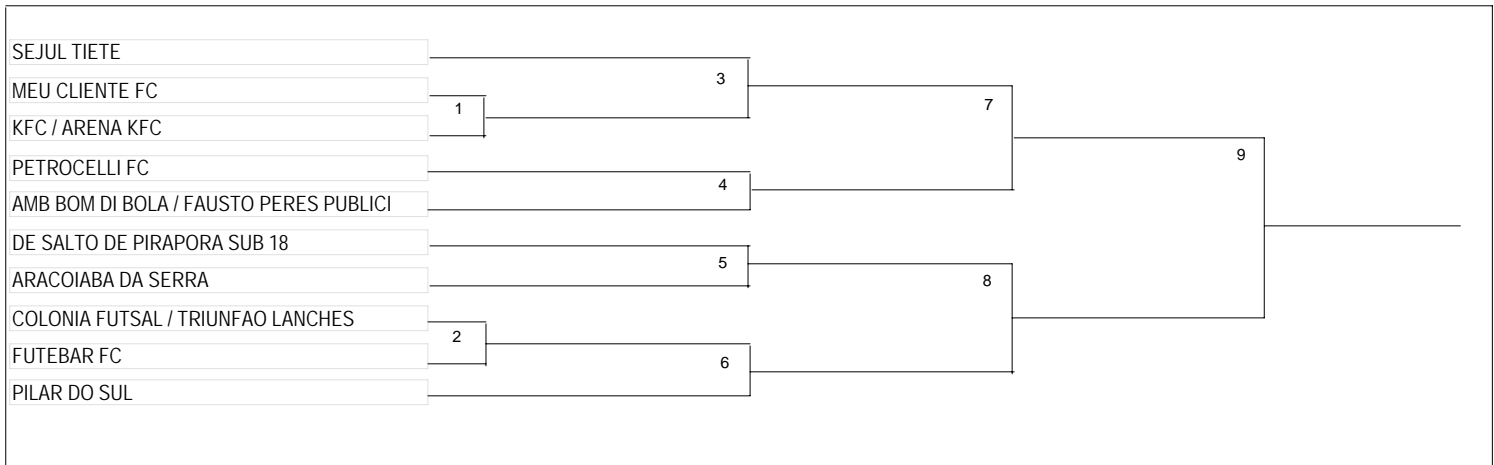 SEJUL TIETE
3
MEU CLIENTE FC
7
1
KFC / ARENA KFC
9
PETROCELLI FC
4
AMB BOM DI BOLA / FAUSTO PERES PUBLICI
DE SALTO DE PIRAPORA SUB 18
5
ARACOIABA DA SERRA
8
COLONIA FUTSAL / TRIUNFAO LANCHES
2
FUTEBAR FC
6
PILAR DO SUL